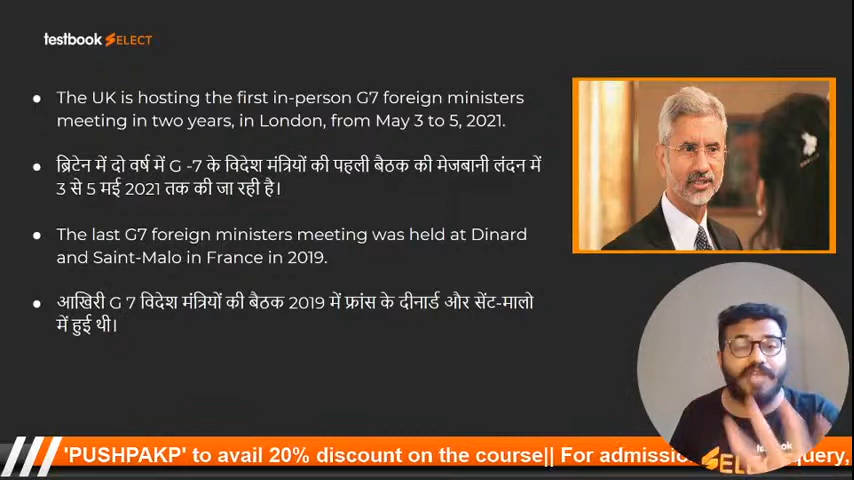 testbook SELECT
The UK is hosting the first in-person G7 foreign ministers
meeting in two years, in London, from May 3 to 5, 2021.
ब्रिटेन में दो वर्ष में G -7 के विदेश मंत्रियों की पहली बैठक की मेजबानी लंदन में
3 से 5 मई 2021 तक की जा रही है।
The last G7 foreign ministers meeting was held at Dinard
and Saint-Malo in France in 2019.
आखिरी G 7 विदेश मंत्रियों की बैठक 2019 में फ्रांस के दीनार्ड और सेंट-मालो
में हुई थी।
testbook
SELECT
'PUSHPAKP' to avail 20% discount on the course|| For admission query,